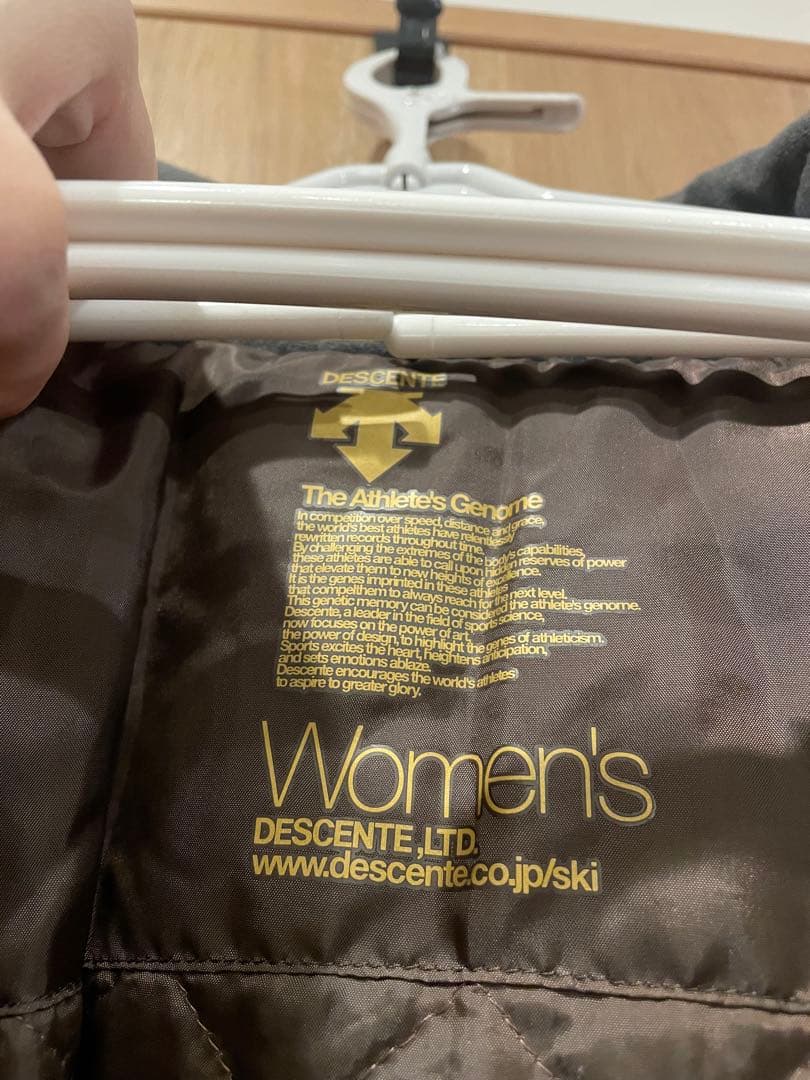 DESCENTE
The Athlete's Genome
In competition over speed, distance and grace,
the world's best athletes have relentlessly
rewritten records throughout time.
By challenging the extremes of the body's capabilities,
these athletes are able to call upon hidden reserves of power
that elevate them to new heights of excellence.
It is the genes imprinted in these athletes
that compelthem to always reach for the next level.
This genetic memory can be considered the athlete's genome.
Descente, a leader in the field of sports science,
now focuses on the power of art,
the power of design, to highlight the genes of athleticism.
Sports excites the heart, heightens anticipation,
and sets emotions ablaze.
Descente encourages the world's athletes
to aspire to greater glory.
Women's
DESCENTE,LTD.
www.descente.co.jp/ski